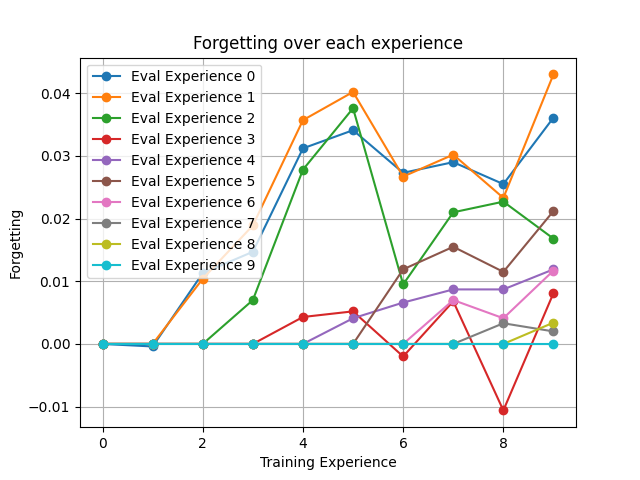 Forgetting over each experience
Eval Experience 0
Eval Experience 1
Eval Experience 2
Eval Experience 3
Eval Experience 4
Eval Experience 5
Eval Experience 6
Eval Experience 7
Eval Experience 8
Eval Experience 9
0.04
0.03
0.02
0.01
0.00
−0.01
Forgetting
0 2 4 6 8
Training Experience